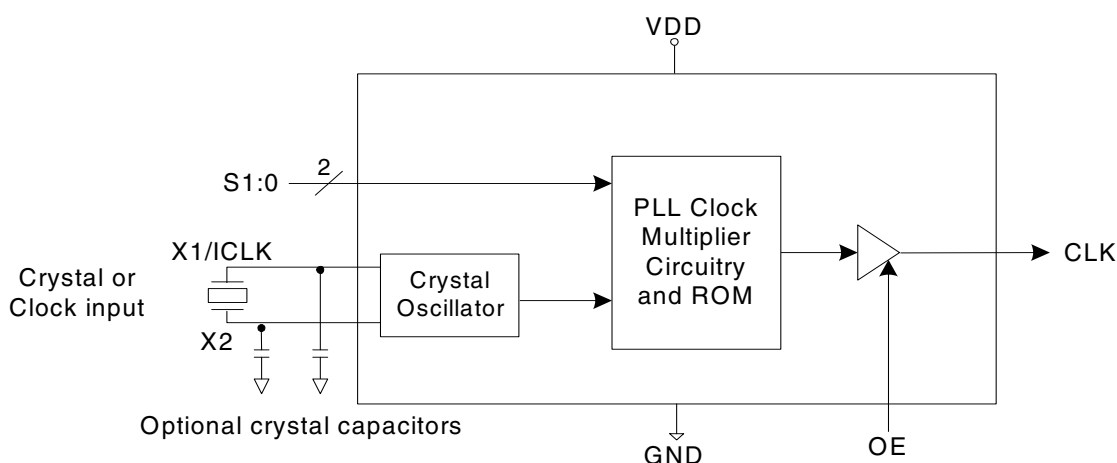 VDD
2
S1:0
PLL Clock
Multiplier
Circuitry
and ROM
X1/ICLK
CLK
Crystal or
Clock input
Crystal
Oscillator
X2
Optional crystal capacitors
GND
OE